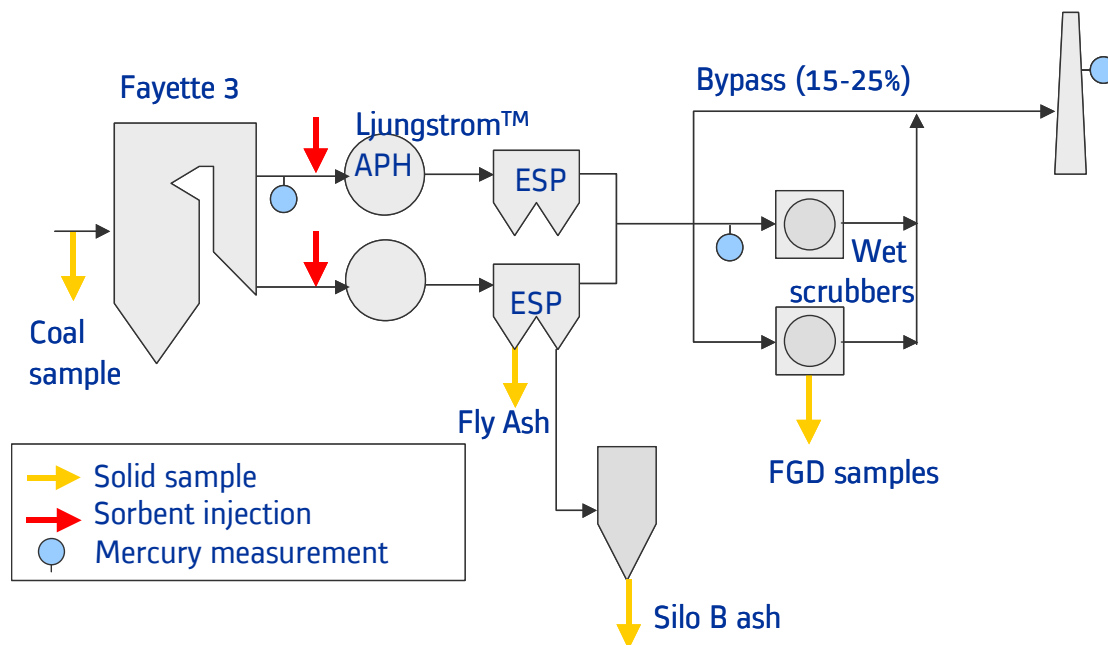 Fayette 3
Bypass (15-25%)
Ljungstrom™
APH
ESP
Wet
scrubbers
ESP
Coal
sample
Fly Ash
FGD samples
Solid sample
Sorbent injection
Mercury measurement
Silo B ash